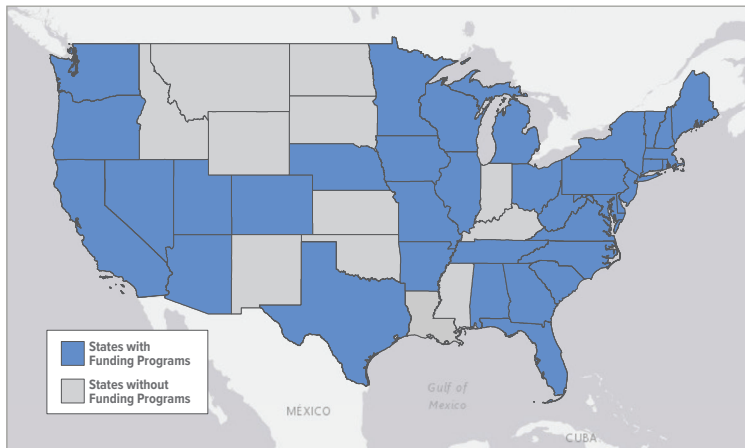 States with
Funding Programs
States without
Funding Programs
Gulf of
Mexico
MÉXICO
CUBA